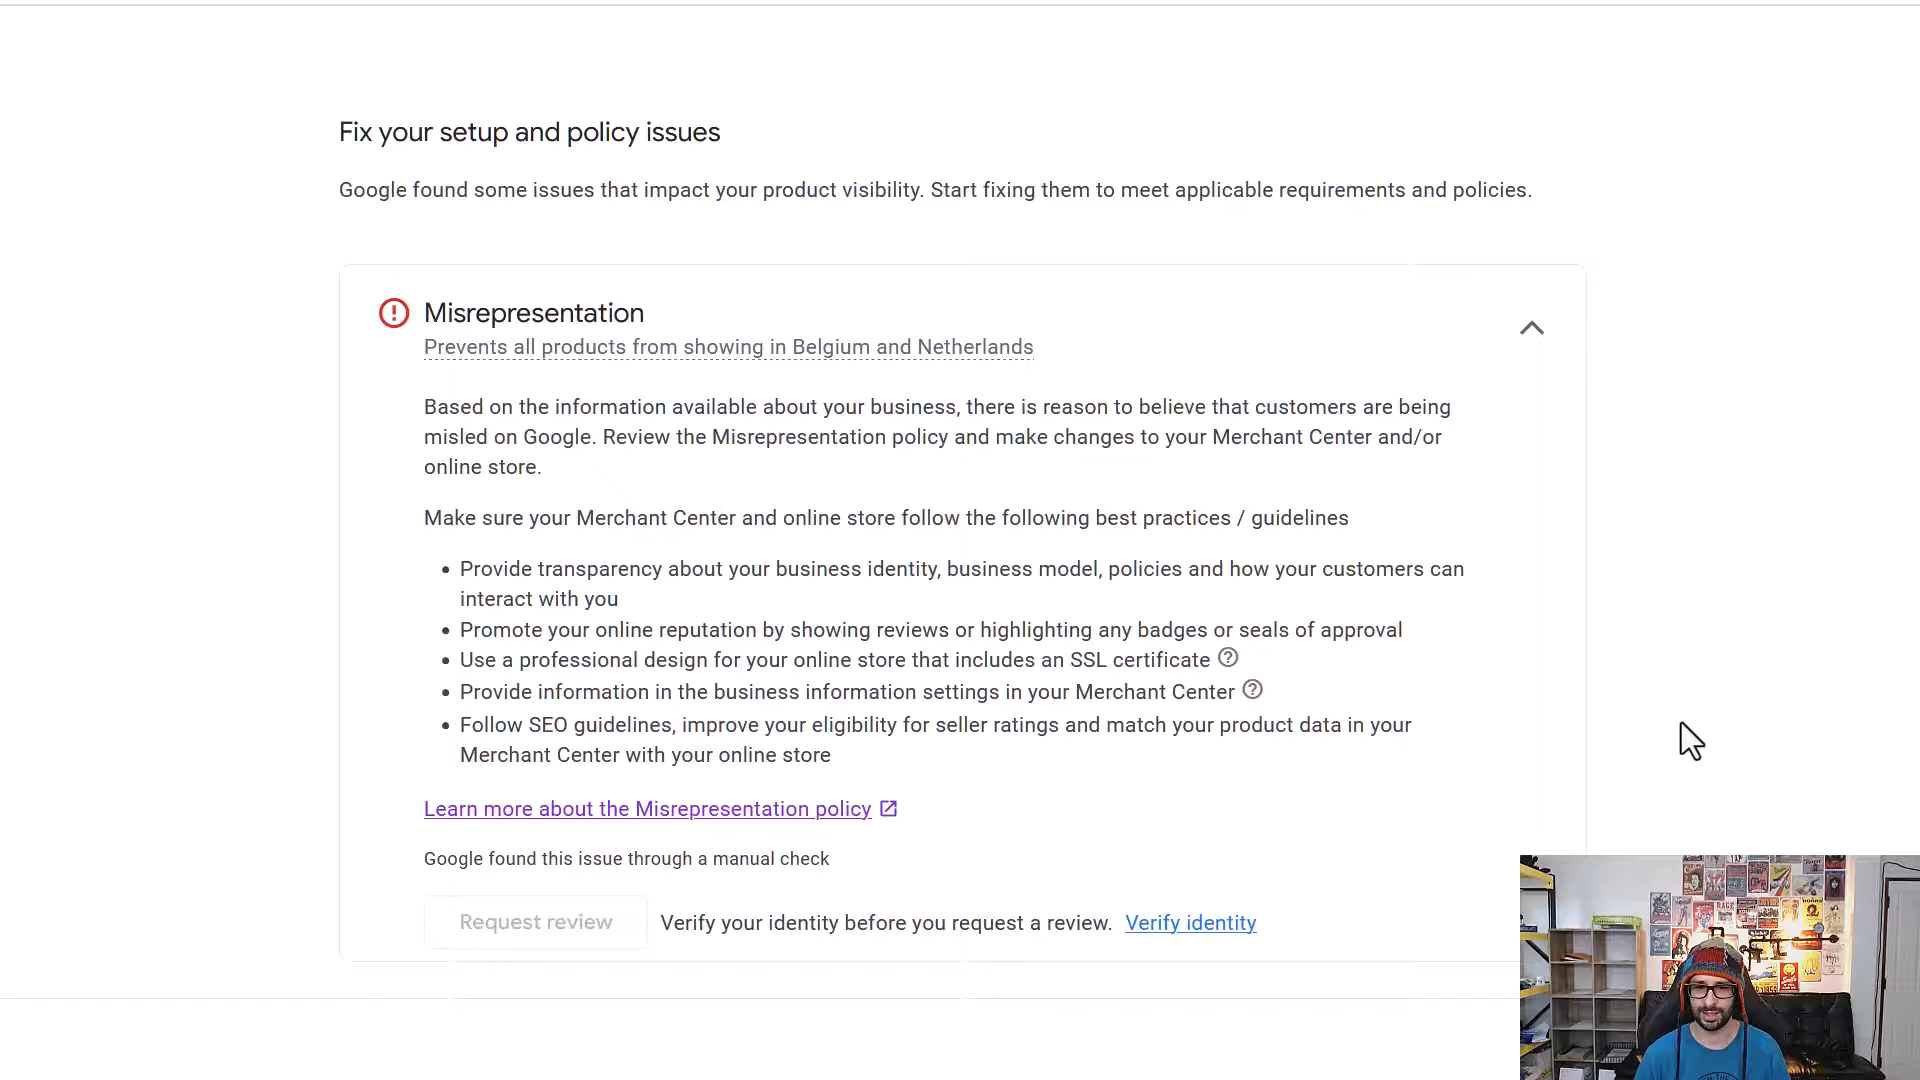 Fix your setup and policy issues
Google found some issues that impact your product visibility. Start fixing them to meet applicable requirements and policies.
Misrepresentation
Prevents all products from showing in Belgium and Netherlands
Based on the information available about your business, there is reason to believe that customers are being
misled on Google. Review the Misrepresentation policy and make changes to your Merchant Center and/or
online store.
Make sure your Merchant Center and online store follow the following best practices / guidelines
• Provide transparency about your business identity, business model, policies and how your customers can
interact with you
• Promote your online reputation by showing reviews or highlighting any badges or seals of approval
• Use a professional design for your online store that includes an SSL certificate
• Provide information in the business information settings in your Merchant Center
• Follow SEO guidelines, improve your eligibility for seller ratings and match your product data in your
Merchant Center with your online store
Learn more about the Misrepresentation policy
Google found this issue through a manual check
Request review Verify your identity before you request a review. Verify identity